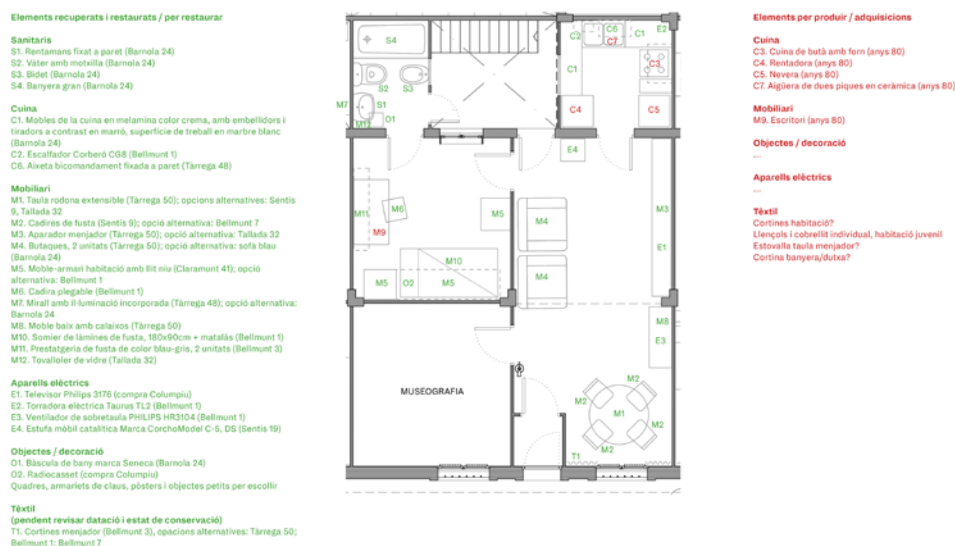 Elements recuperats i restaurats / per restaurar
Sanitaris
S1. Rentamans fixat a paret (Barnola 24)
S2. Vàter amb motxilla (Barnola 24)
S3. Bidet (Barnola 24)
S4. Banyera gran (Barnola 24)
Cuina
C1. Mobles de la cuina en melamina color crema, amb embellidors i
tiradors a contrast en marró, superfície de treball en marbre blanc
(Barnola 24)
C2. Escalfador Corberó CG8 (Bellmunt 1)
C6. Aixeta bicomandament fixada a paret (Tàrrega 48)
Mobiliari
M1. Taula rodona extensible (Tàrrega 50); opcions alternatives: Sentis
9, Tallada 32
M2. Cadires de fusta (Sentis 9); opció alternativa: Bellmunt 7
M3. Aparador menjador (Tàrrega 50); opció alternativa: Tallada 32
M4. Butaques, 2 unitats (Tàrrega 50); opció alternativa: sofà blau
(Barnola 24)
M5. Moble-armari habitació amb llit niu (Claramunt 41); opció
alternativa: Bellmunt 1
M6. Cadira plegable (Bellmunt 1)
M7. Mirall amb il·luminació incorporada (Tàrrega 48); opció alternativa:
Barnola 24
M8. Moble baix amb calaixos (Tàrrega 50)
M10. Somier de làmines de fusta, 180x90cm + matalàs (Bellmunt 1)
M11. Prestatgeria de fusta de color blau-gris, 2 unitats (Bellmunt 3)
M12. Tovalloler de vidre (Tallada 32)
Aparells elèctrics
E1. Televisor Philips 3176 (compra Columpiu)
E2. Torradora elèctrica Taurus TL2 (Bellmunt 1)
E3. Ventilador de sobretaula PHILIPS HR3104 (Bellmunt 1)
E4. Estufa mòbil catalítica Marca CorchoModel C-5, DS (Sentis 19)
Objectes / decoració
O1. Bàscula de bany marca Seneca (Barnola 24)
O2. Radiocasset (compra Columpiu)
Quadres, armariets de claus, pòsters i objectes petits per escollir
Tèxtil
(pendent revisar datació i estat de conservació)
T1. Cortines menjador (Bellmunt 3), opacions alternatives: Tàrrega 50;
Bellmunt 1; Bellmunt 7
S4
C2
C6
C7
C1
E2
S2
S3
C1
C3
M7
S1
M12
O1
C4
C5
E4
M11
M6
M9
M5
M4
M3
M10
E1
M5
O2
M5
M4
M8
E3
MUSEOGRAFIA
M2
M2
M1
M2
M2
T1
Elements per produir / adquisicions
Cuina
C3. Cuina de butà amb forn (anys 80)
C4. Rentadora (anys 80)
C5. Nevera (anys 80)
C7. Aigüera de dues piques en ceràmica (anys 80)
Mobiliari
M9. Escritori (anys 80)
Objectes / decoració
...
Aparells elèctrics
...
Tèxtil
Cortines habitació?
Llençols i cobrellit individual, habitació juvenil
Estovalla taula menjador?
Cortina banyera/dutxa?